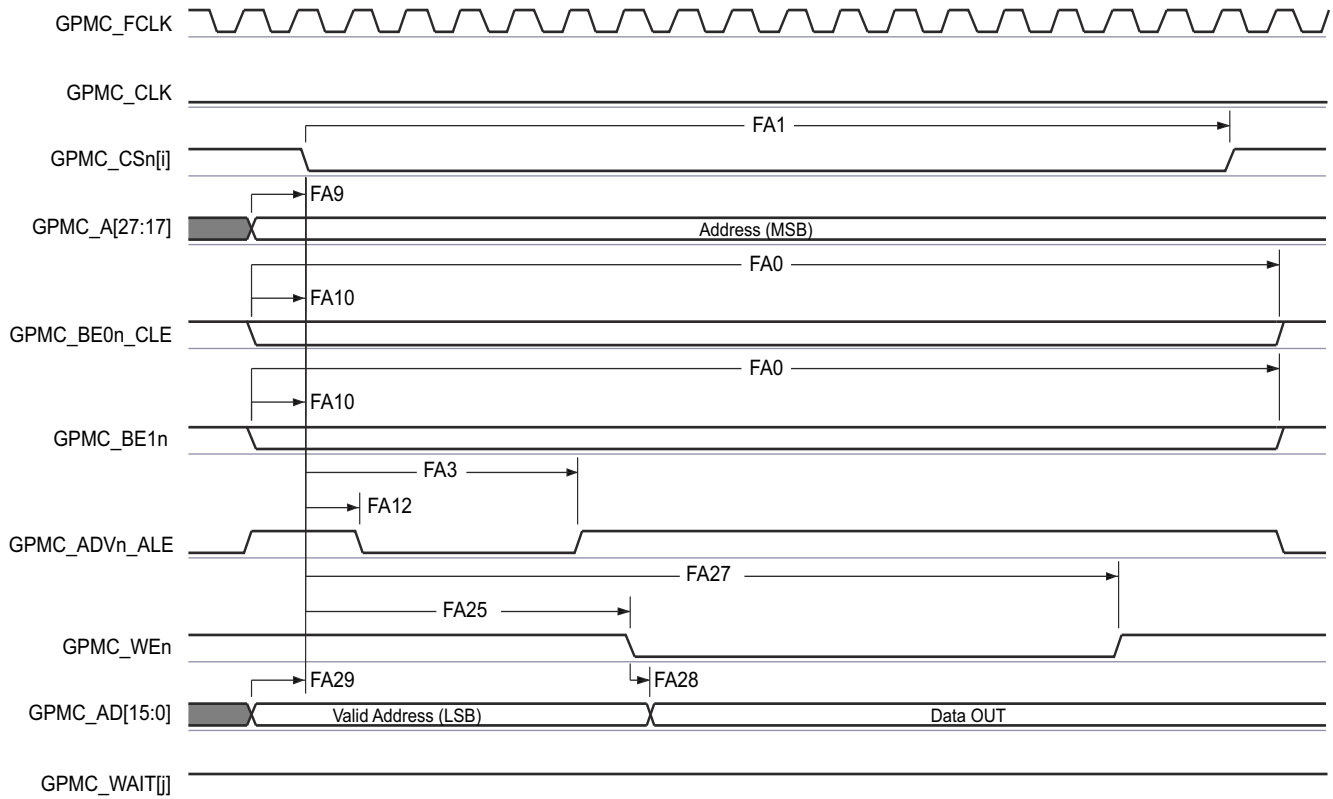 GPMC_FCLK
GPMC_CLK
FA1
GPMC_CSn[i]
FA9
GPMC_A[27:17]
Address (MSB)
FA0
FA10
GPMC_BE0n_CLE
FA0
FA10
GPMC_BE1n
FA3
FA12
GPMC_ADVn_ALE
FA27
FA25
GPMC_WEn
FA29
FA28
GPMC_AD[15:0]
Valid Address (LSB)
Data OUT
GPMC_WAIT[j]